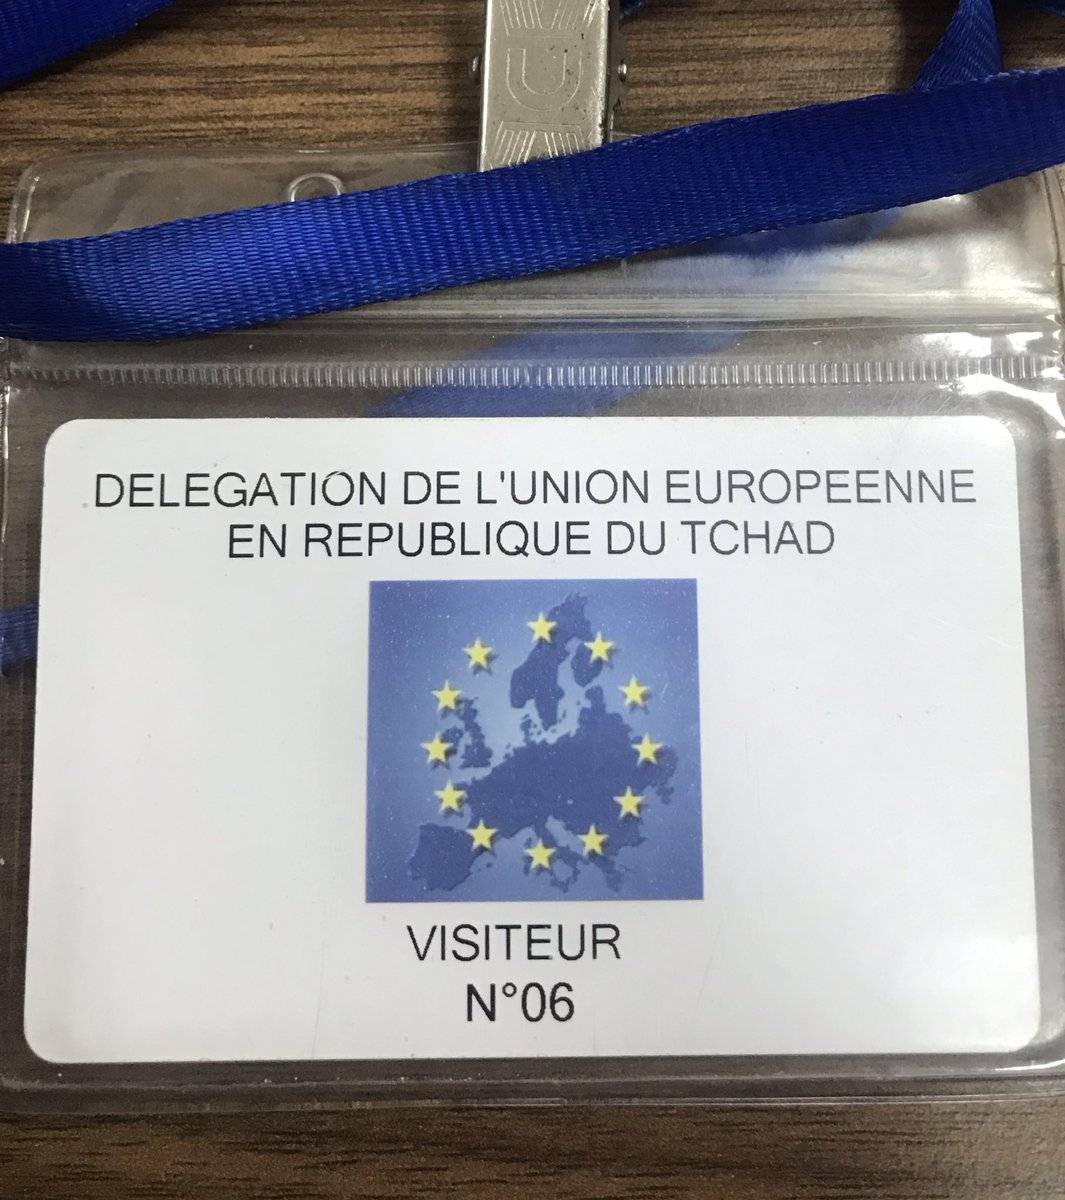 DELEGATION DE L'UNION EUROPEENNE
EN REPUBLIQUE DU TCHAD
VISITEUR
N°06